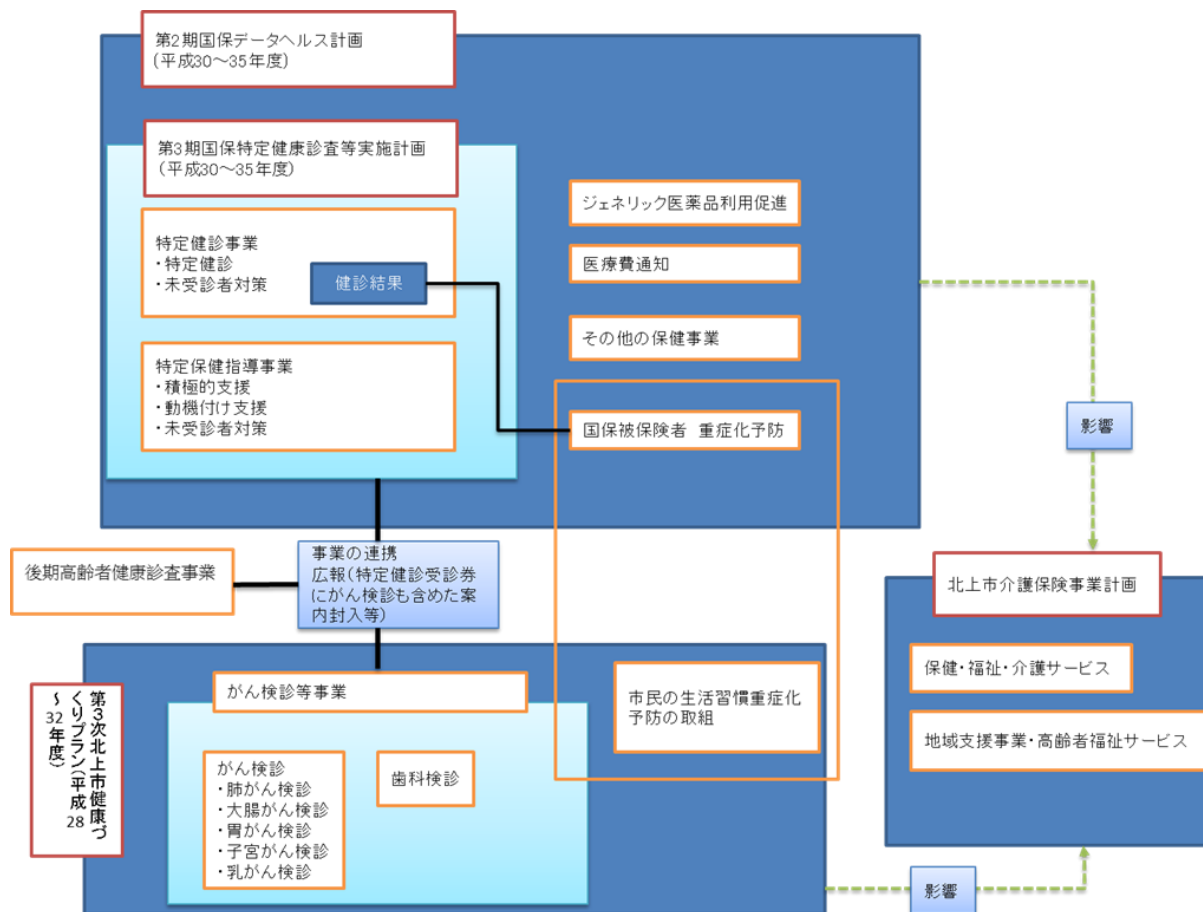 第2期国保データヘルス計画
(平成30～35年度)
第3期国保特定健康診査等実施計画
(平成30～35年度)
特定健診事業
・特定健診
・未受診者対策
健診結果
特定保健指導事業
・積極的支援
・動機付け支援
・未受診者対策
ジェネリック医薬品利用促進
医療費通知
その他の保健事業
国保被保険者 重症化予防
影響
事業の連携
広報(特定健診受診券
にがん検診も含めた案
内封入等)
後期高齢者健康診査事業
北上市介護保険事業計画
保健・福祉・介護サービス
地域支援事業・高齢者福祉サービス
第3次北上市健康づ
くりプラン(平成28
～32年度)
がん検診等事業
がん検診
・肺がん検診
・大腸がん検診
・胃がん検診
・子宮がん検診
・乳がん検診
歯科検診
市民の生活習慣重症化
予防の取組
影響